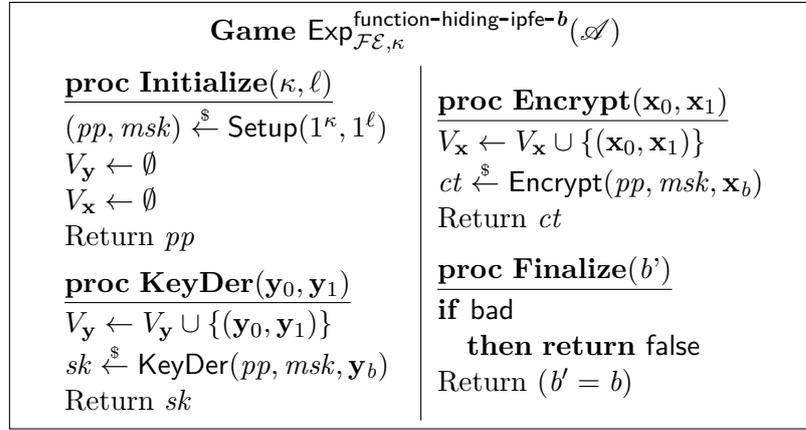 Game Exp^{function-hiding-ipfe-b}_{ℱℰ,κ}(𝒜)
proc Initialize(κ, ℓ)
(pp, msk) ←$ Setup(1^κ, 1^ℓ)
V_y ← ∅
V_x ← ∅
Return pp
proc KeyDer(y_0, y_1)
V_y ← V_y ∪ {(y_0, y_1)}
sk ←$ KeyDer(pp, msk, y_b)
Return sk
proc Encrypt(x_0, x_1)
V_x ← V_x ∪ {(x_0, x_1)}
ct ←$ Encrypt(pp, msk, x_b)
Return ct
proc Finalize(b')
if bad
then return false
Return (b′ = b)